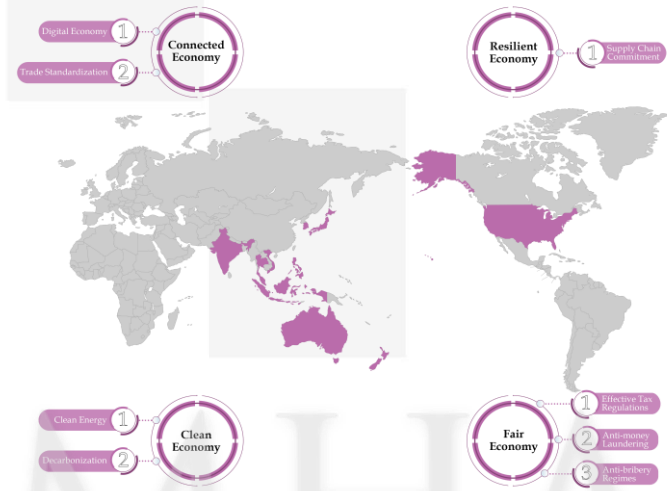 Digital Economy
1
Trade Standardization
2
Connected
Economy
Resilient
Economy
1
Supply Chain
Commitment
Clean Energy
1
Decarbonization
2
Clean
Economy
Fair
Economy
1
Effective Tax
Regulations
2
Anti-money
Laundering
3
Anti-bribery
Regimes